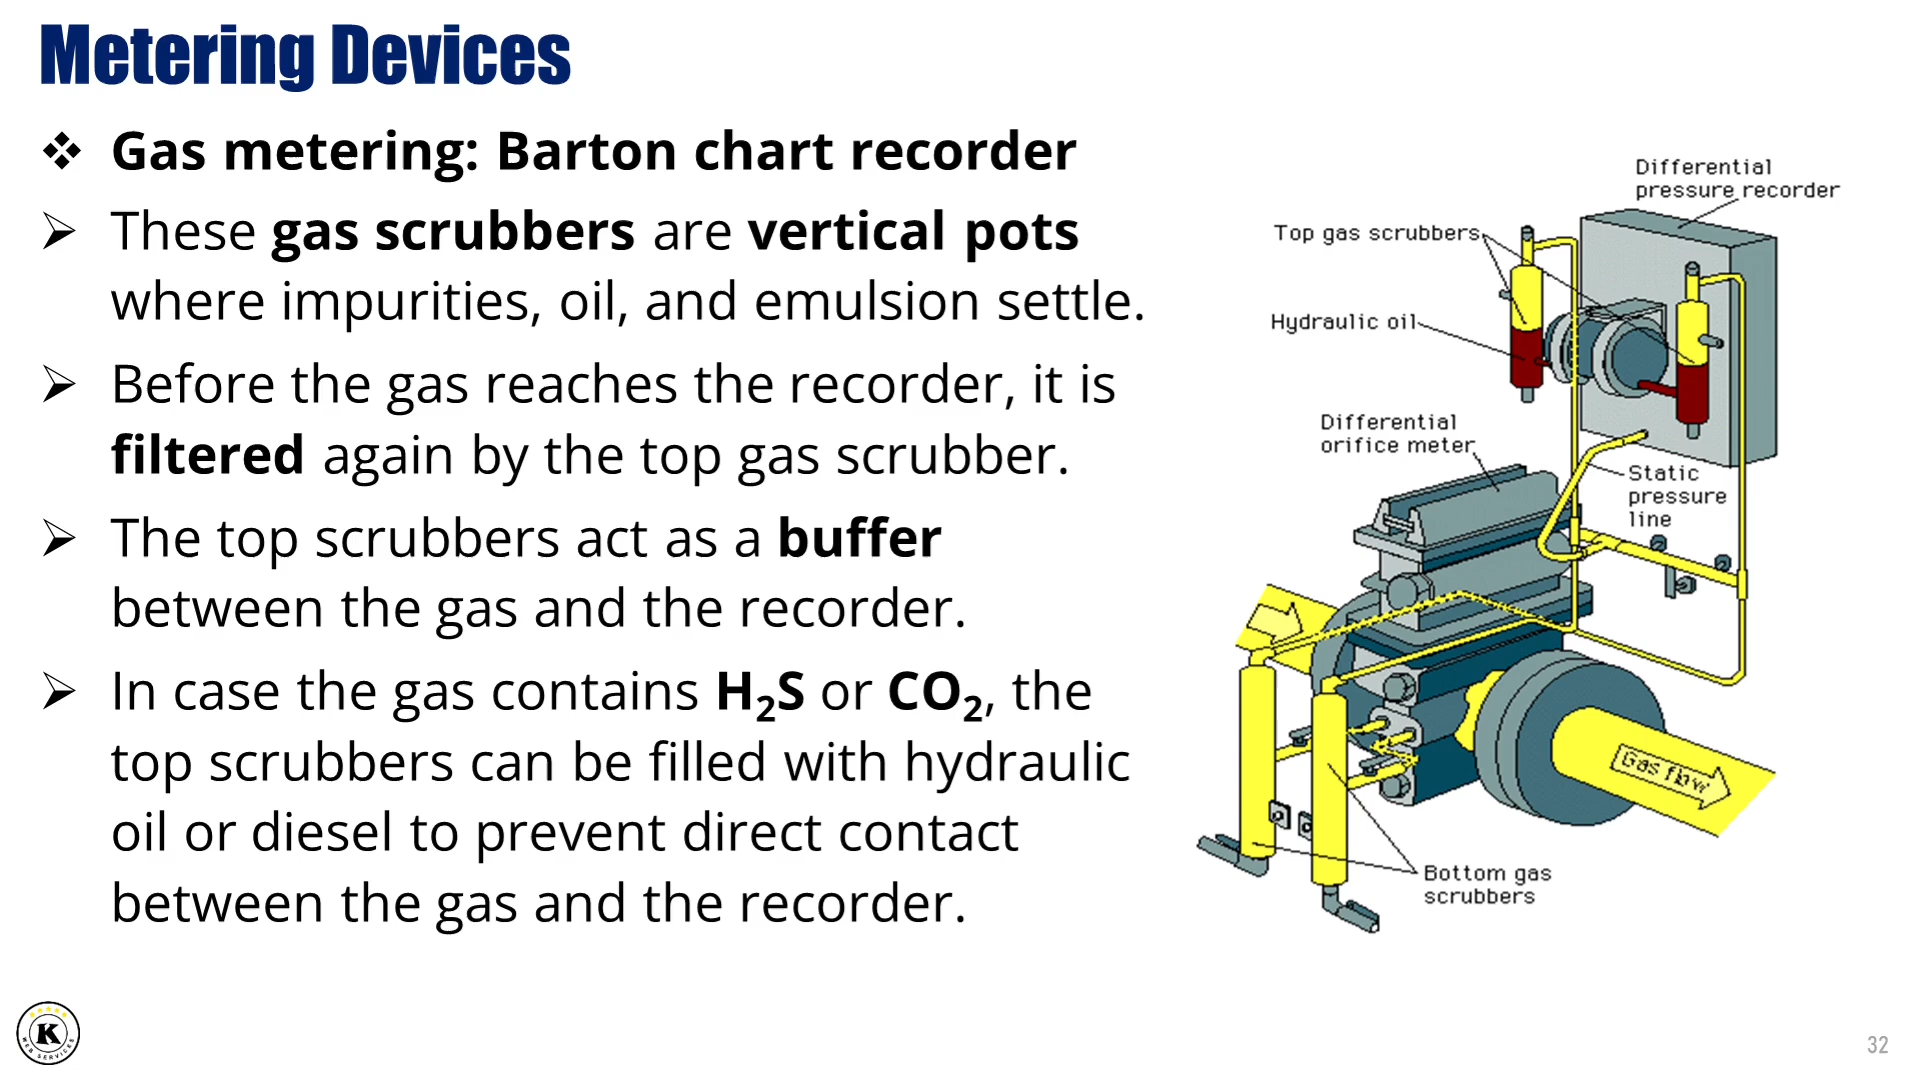 Metering Devices
❖ Gas metering: Barton chart recorder
➢ These gas scrubbers are vertical pots
where impurities, oil, and emulsion settle.
➢ Before the gas reaches the recorder, it is
filtered again by the top gas scrubber.
➢ The top scrubbers act as a buffer
between the gas and the recorder.
➢ In case the gas contains H₂S or CO₂, the
top scrubbers can be filled with hydraulic
oil or diesel to prevent direct contact
between the gas and the recorder.
Differential
pressure recorder
Top gas scrubbers
Hydraulic oil
Differential
orifice meter
Static
pressure
line
Gas flow
Bottom gas
scrubbers
K
WEB SERVICES
32